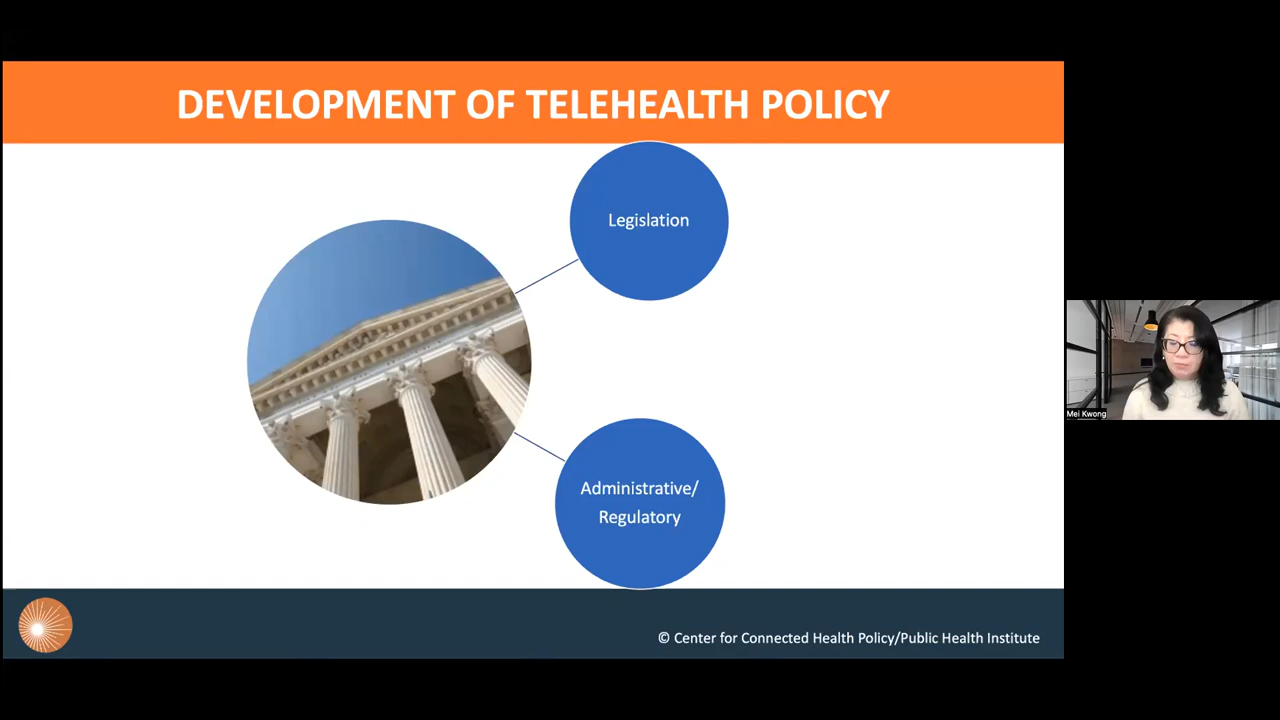 DEVELOPMENT OF TELEHEALTH POLICY
Legislation
Administrative/
Regulatory
Mei Kwong
© Center for Connected Health Policy/Public Health Institute